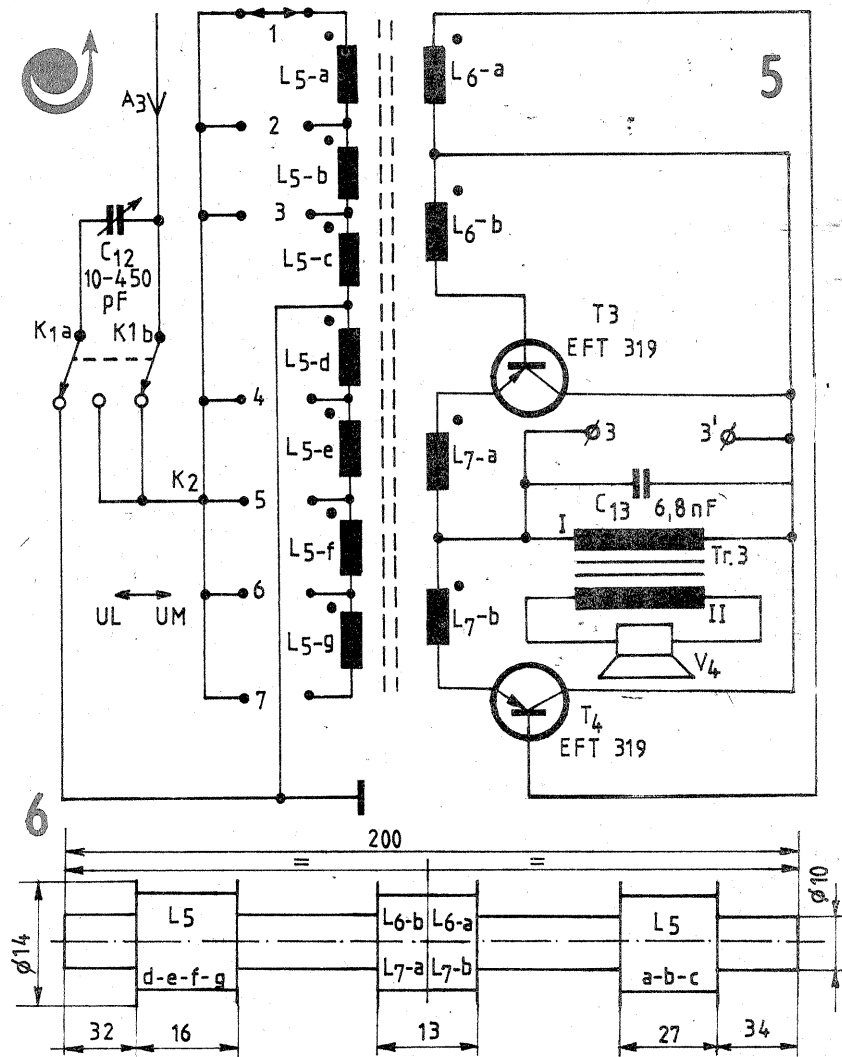 1
L5-a
L6-a
5
A3
2
L5-b
3
L6-b
C12
10-450
pF
L5-c
K1a
K1b
T3
EFT 319
L5-d
4
L5-e
L7-a
3
3'
K2
5
C13
6,8nF
I
Tr.3
L5-f
6
II
UL
UM
L5-g
L7-b
V4
7
T4
EFT 319
6
200
=
=
Ø10
Ø14
L5
L6-b
L6-a
L5
d-e-f-g
L7-a
L7-b
a-b-c
32
16
13
27
34